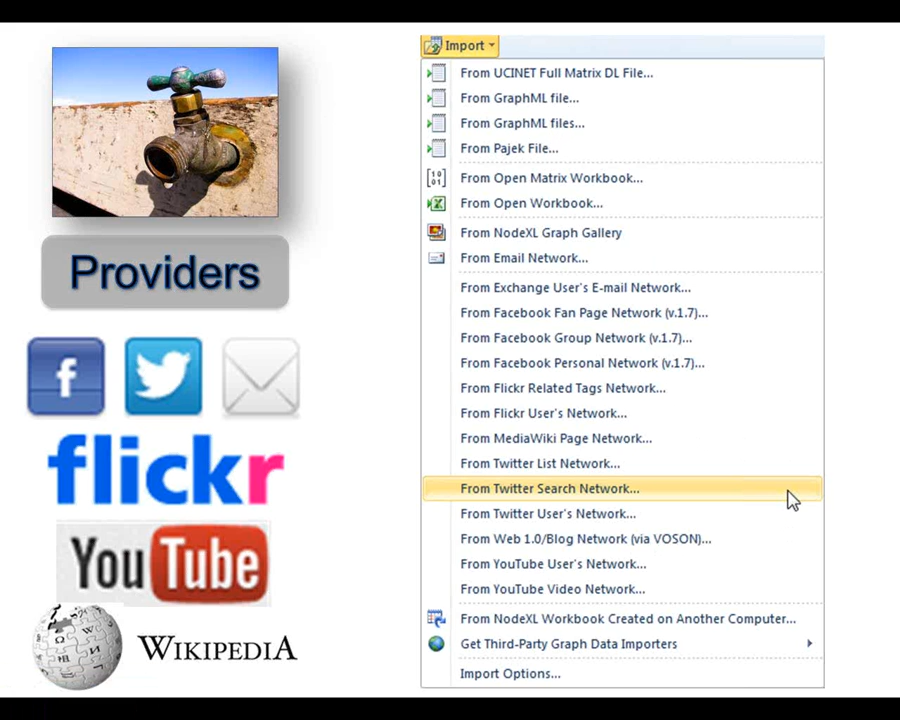 Providers
f
flickr
YouTube
WIKIPEDIA
Import
From UCINET Full Matrix DL File...
From GraphML file...
From GraphML files...
From Pajek File...
From Open Matrix Workbook...
From Open Workbook...
From NodeXL Graph Gallery
From Email Network...
From Exchange User's E-mail Network...
From Facebook Fan Page Network (v.1.7)...
From Facebook Group Network (v.1.7)...
From Facebook Personal Network (v.1.7)...
From Flickr Related Tags Network...
From Flickr User's Network...
From MediaWiki Page Network...
From Twitter List Network...
From Twitter Search Network...
From Twitter User's Network...
From Web 1.0/Blog Network (via VOSON)...
From YouTube User's Network...
From YouTube Video Network...
From NodeXL Workbook Created on Another Computer...
Get Third-Party Graph Data Importers
Import Options...